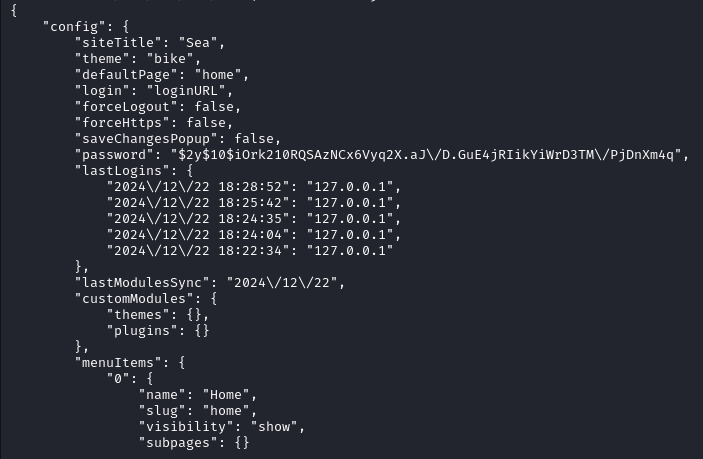 {
"config": {
"siteTitle": "Sea",
"theme": "bike",
"defaultPage": "home",
"login": "loginURL",
"forceLogout": false,
"forceHttps": false,
"saveChangesPopup": false,
"password": "$2y$10$iOrk210RQSAzNCx6Vyq2X.aJ\/D.GuE4jRIikYiWrD3TM\/PjDnXm4q",
"lastLogins": {
"2024\/12\/22 18:28:52": "127.0.0.1",
"2024\/12\/22 18:25:42": "127.0.0.1",
"2024\/12\/22 18:24:35": "127.0.0.1",
"2024\/12\/22 18:24:04": "127.0.0.1",
"2024\/12\/22 18:22:34": "127.0.0.1"
},
"lastModulesSync": "2024\/12\/22",
"customModules": {
"themes": {},
"plugins": {}
},
"menuItems": {
"0": {
"name": "Home",
"slug": "home",
"visibility": "show",
"subpages": {}